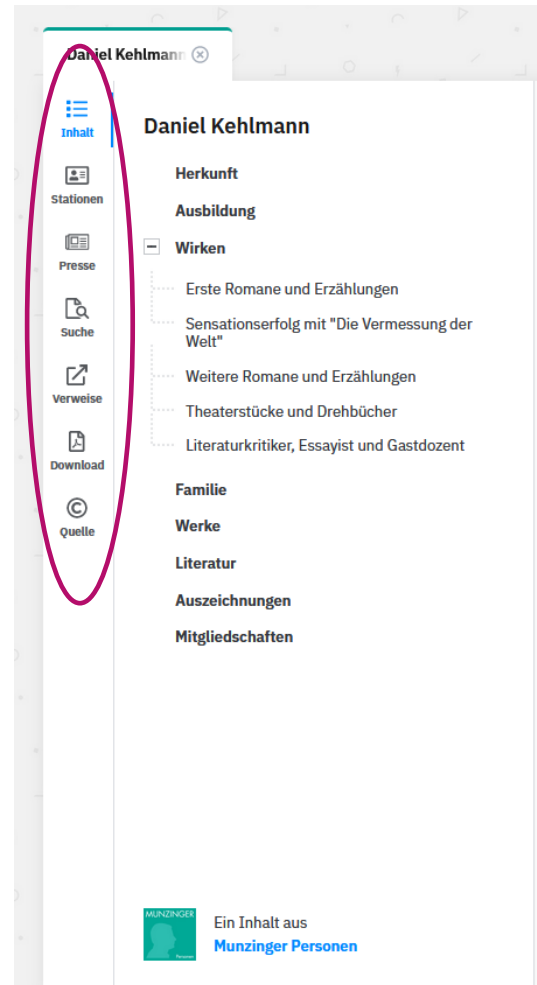 Daniel Kehlmann
Inhalt
Stationen
Presse
Suche
Verweise
Download
Quelle
Daniel Kehlmann
Herkunft
Ausbildung
Wirken
Erste Romane und Erzählungen
Sensationserfolg mit "Die Vermessung der
Welt"
Weitere Romane und Erzählungen
Theaterstücke und Drehbücher
Literaturkritiker, Essayist und Gastdozent
Familie
Werke
Literatur
Auszeichnungen
Mitgliedschaften
MUNZINGER
Personen
Ein Inhalt aus
Munzinger Personen